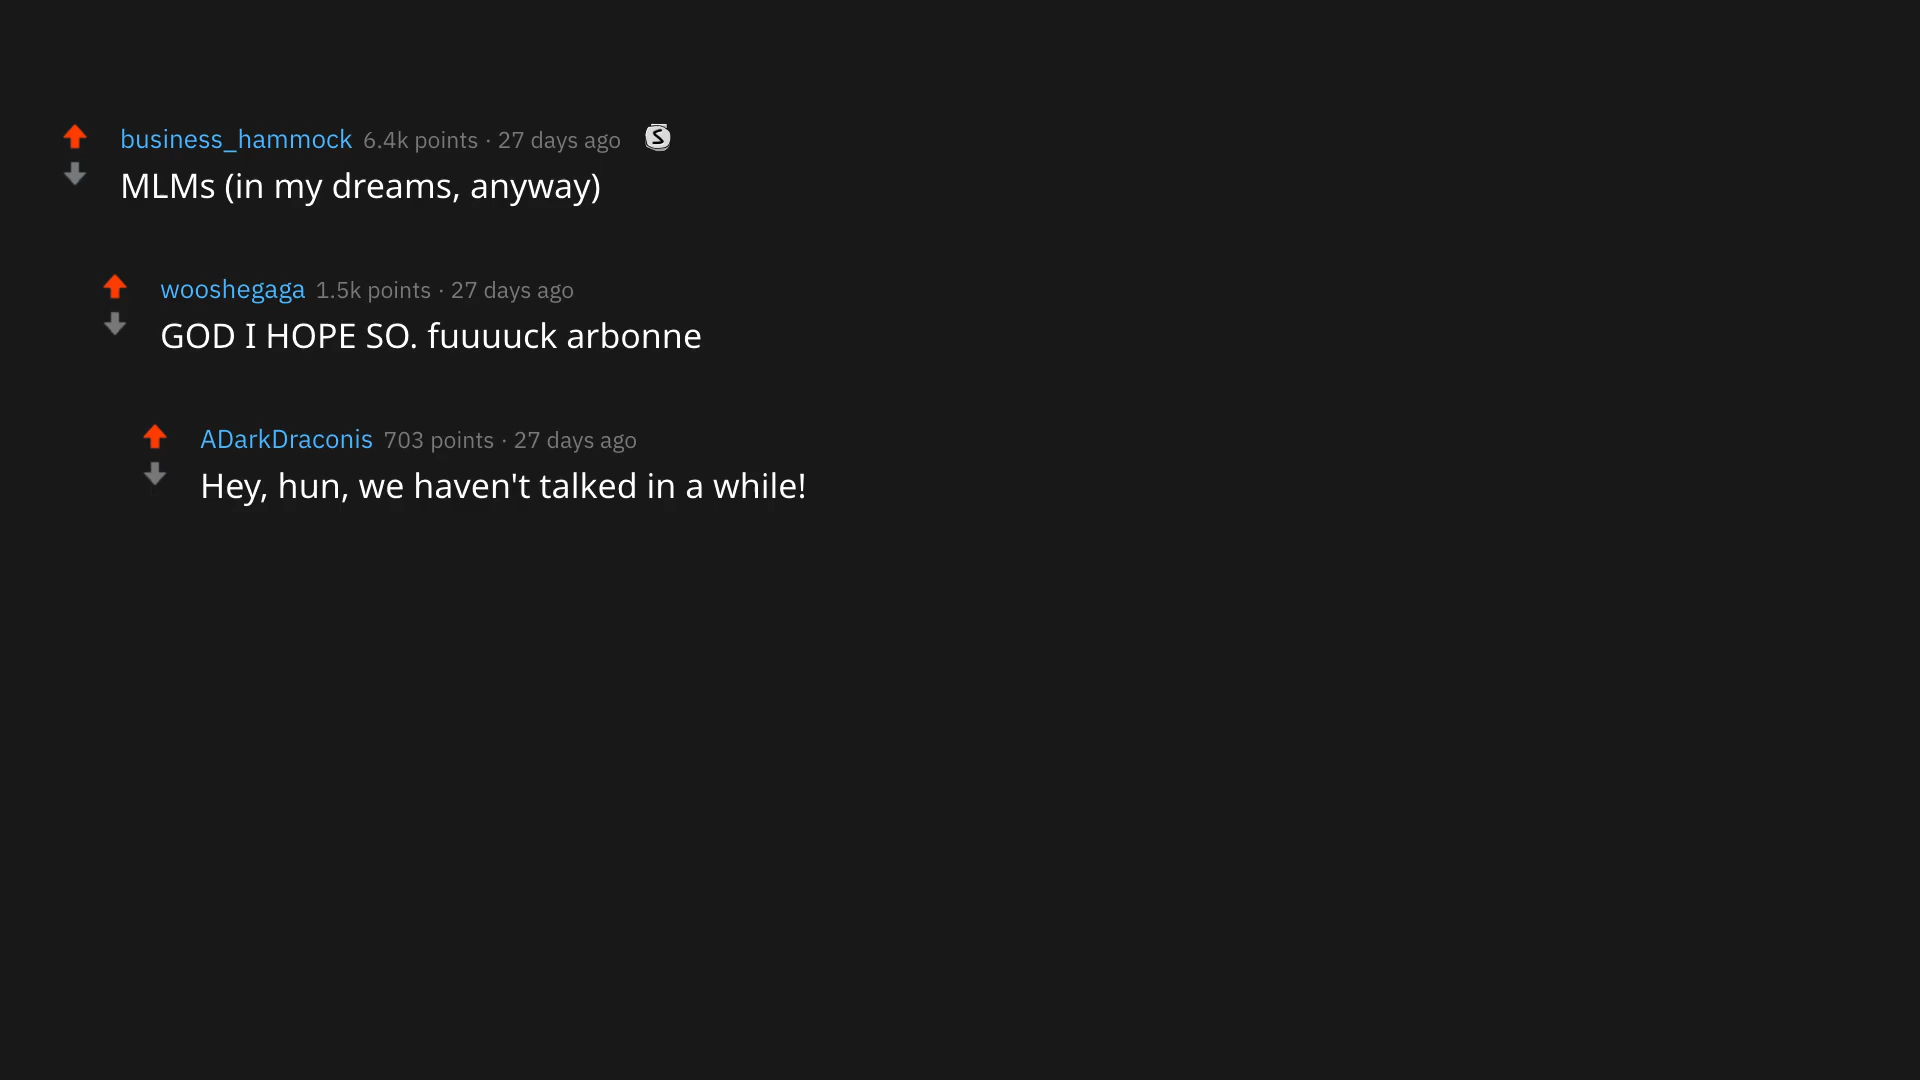 business_hammock 6.4k points · 27 days ago S
MLMs (in my dreams, anyway)
wooshegaga 1.5k points · 27 days ago
GOD I HOPE SO. fuuuuck arbonne
ADarkDraconis 703 points · 27 days ago
Hey, hun, we haven't talked in a while!